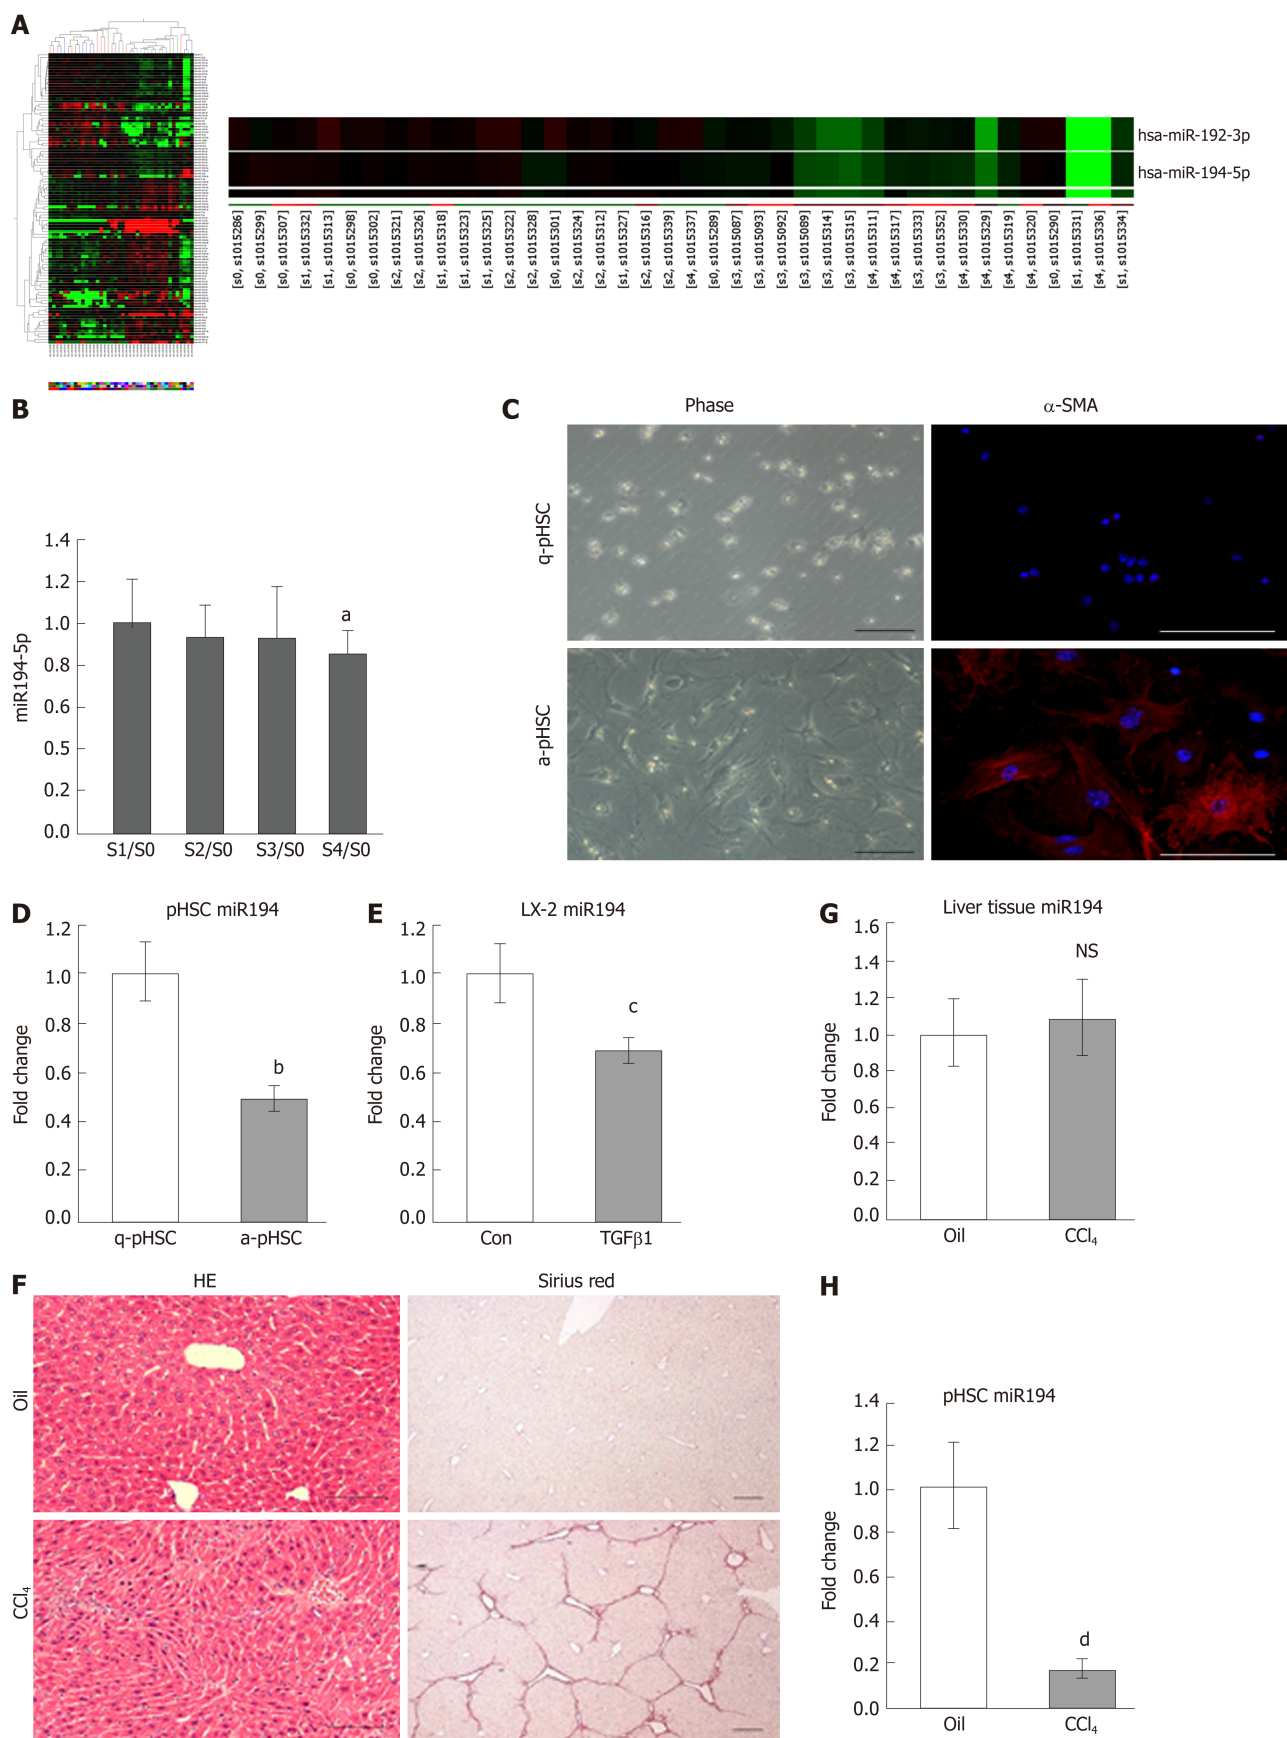 A
hsa-miR-192-3p
hsa-miR-194-5p
[s0, s1015286]
[s0, s1015299]
[s0, s1015307]
[s1, s1015332]
[s1, s1015313]
[s0, s1015298]
[s0, s1015302]
[s2, s1015321]
[s2, s1015226]
[s1, s1015318]
[s1, s1015223]
[s1, s1015225]
[s2, s1015322]
[s2, s1015228]
[s0, s1015301]
[s2, s1015224]
[s2, s1015312]
[s1, s1015227]
[s2, s1015316]
[s2, s1015339]
[s4, s1015337]
[s0, s1015289]
[s3, s1015087]
[s3, s1015093]
[s3, s1015092]
[s3, s1015089]
[s3, s1015314]
[s3, s1015315]
[s4, s1015111]
[s4, s1015317]
[s3, s1015333]
[s3, s1015352]
[s4, s1015330]
[s4, s1015329]
[s4, s1015319]
[s4, s1015220]
[s0, s1015290]
[s1, s1015331]
[s4, s1015336]
[s1, s1015334]
B
miR194-5p
1.4
1.2
1.0
0.8
0.6
0.5
0.2
0.0
a
S1/S0 S2/S0 S3/S0 S4/S0
C
Phase
α-SMA
q-pHSC
a-pHSC
D
pHSC miR194
Fold change
1.2
1.0
0.8
0.6
0.4
0.2
0.0
b
q-pHSC a-pHSC
E
LX-2 miR194
Fold change
1.2
1.0
0.8
0.6
0.4
0.2
0.0
c
Con TGFβ1
G
Liver tissue miR194
Fold change
1.6
1.4
1.2
1.0
0.8
0.6
0.4
0.2
0.0
NS
Oil CCl₄
F
HE
Sirius red
Oil
CCl₄
H
pHSC miR194
Fold change
1.4
1.2
1.0
0.8
0.6
0.4
0.2
0.0
d
Oil CCl₄